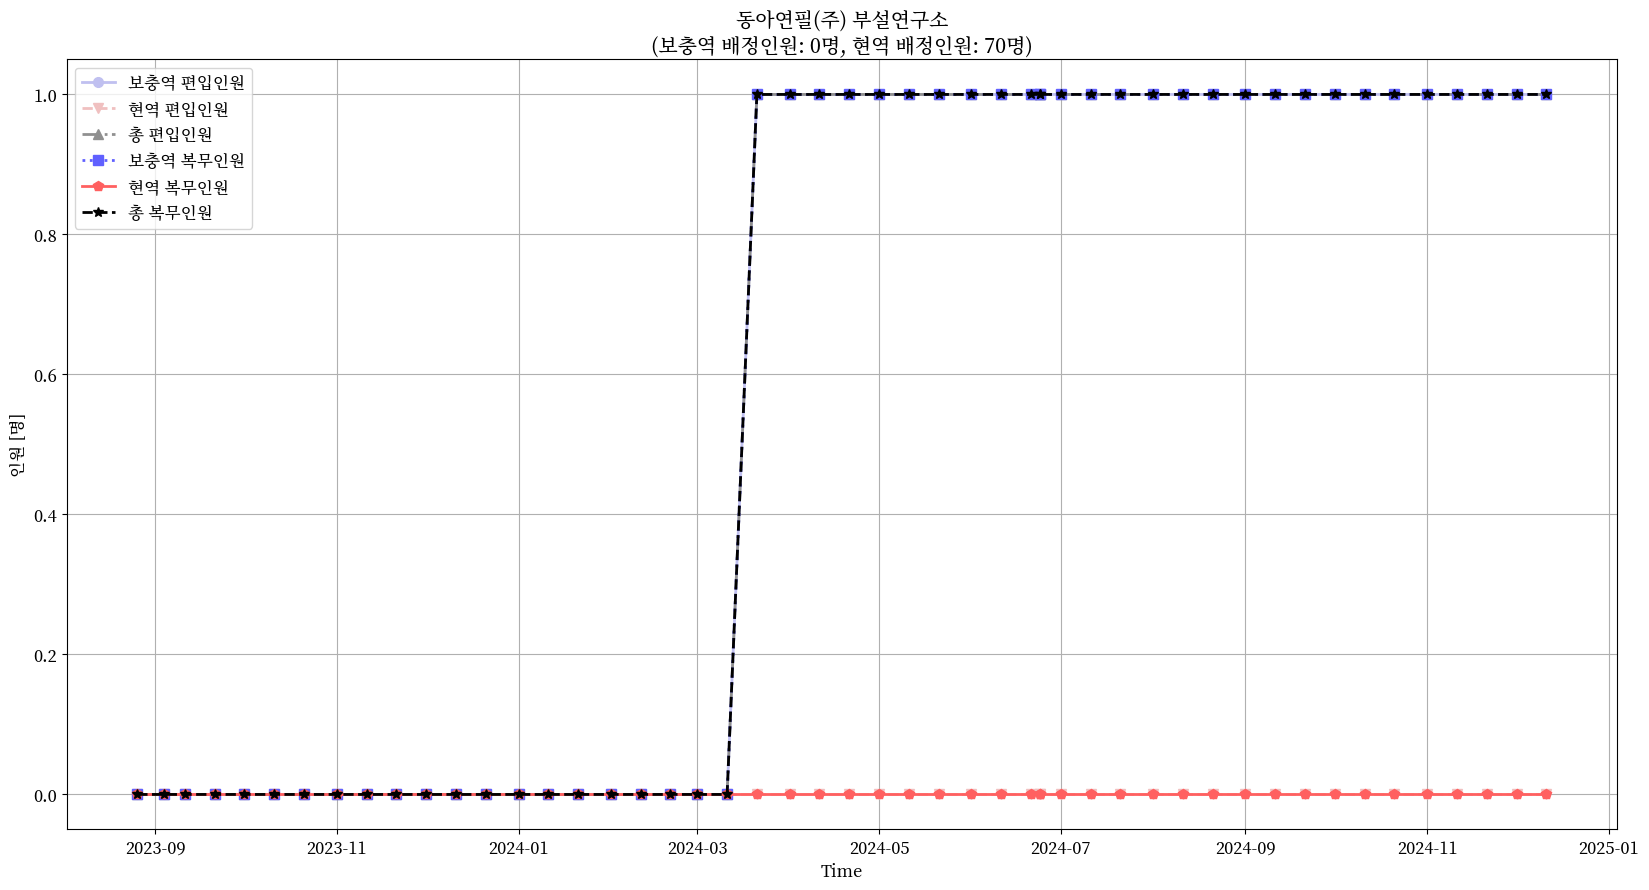 동아연필(주) 부설연구소
(보충역 배정인원: 0명, 현역 배정인원: 70명)
보충역 편입인원
현역 편입인원
총 편입인원
보충역 복무인원
현역 복무인원
총 복무인원
1.0
0.8
0.6
0.4
0.2
0.0
인원 [명]
2023-09
2023-11
2024-01
2024-03
2024-05
2024-07
2024-09
2024-11
2025-01
Time